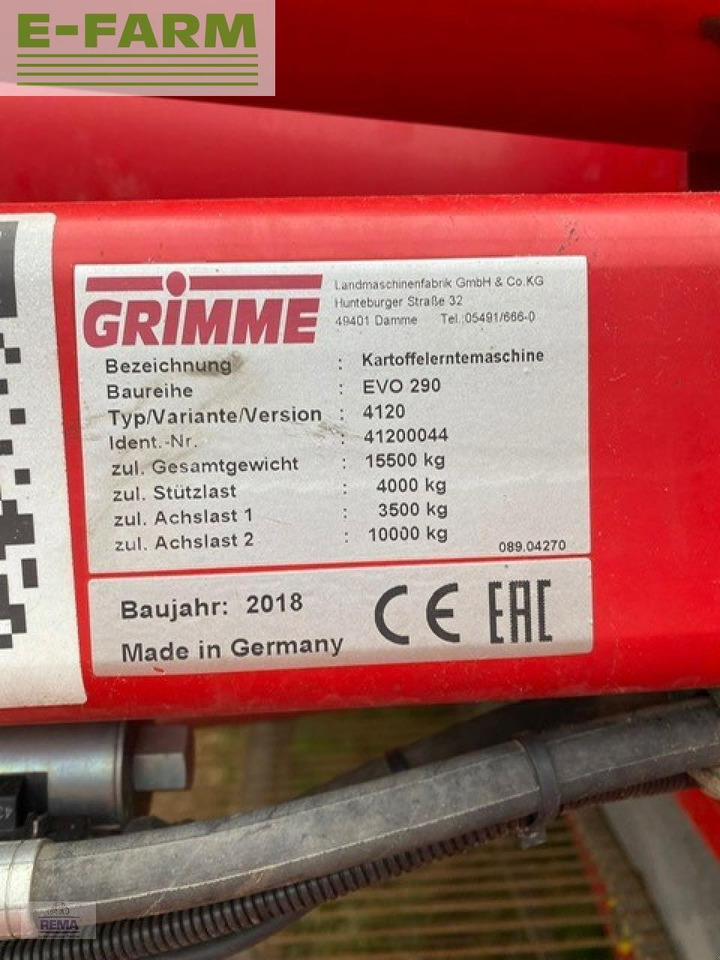 E-FARM
GRIMME
Landmaschinenfabrik GmbH & Co.KG
Hunteburger Straße 32
49401 Damme Tel.:05491/666-0
Bezeichnung : Kartoffelerntemaschine
Baureihe : EVO 290
Typ/Variante/Version : 4120
Ident.-Nr. : 41200044
zul. Gesamtgewicht : 15500 kg
zul. Stützlast : 4000 kg
zul. Achslast 1 : 3500 kg
zul. Achslast 2 : 10000 kg
089.04270
Baujahr: 2018
Made in Germany
CE EAC
REMA